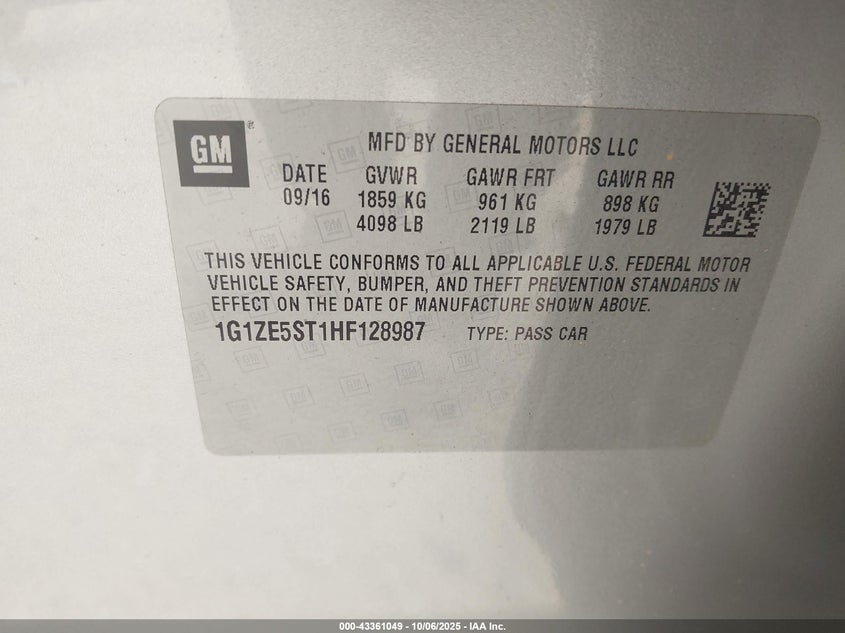 GM®
MFD BY GENERAL MOTORS LLC
DATE GVWR GAWR FRT GAWR RR
09/16 1859 KG 961 KG 898 KG
4098 LB 2119 LB 1979 LB
THIS VEHICLE CONFORMS TO ALL APPLICABLE U.S. FEDERAL MOTOR
VEHICLE SAFETY, BUMPER, AND THEFT PREVENTION STANDARDS IN
EFFECT ON THE DATE OF MANUFACTURE SHOWN ABOVE.
1G1ZE5ST1HF128987 TYPE: PASS CAR
000-43361049 - 10/06/2025 - IAA Inc.